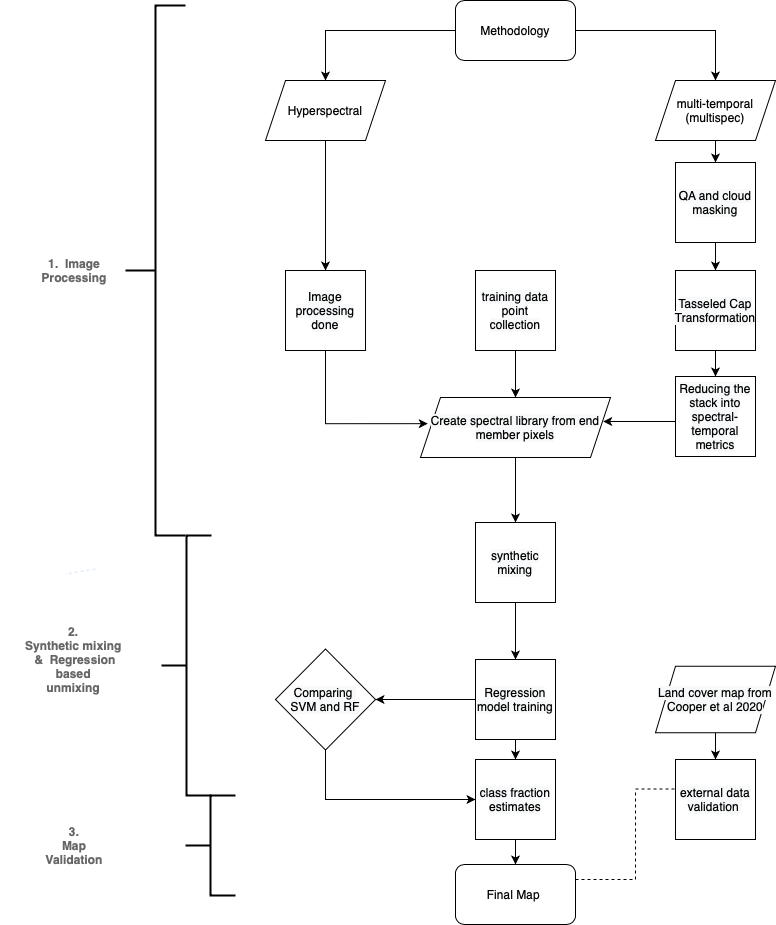 Methodology
Hyperspectral
multi-temporal
(multispec)
QA and cloud
masking
1.  Image
Processing
Image
processing
done
training data
point
collection
Tasseled Cap
Transformation
Reducing the
stack into
spectral-
temporal
metrics
Create spectral library from end
member pixels
synthetic
mixing
2.
Synthetic mixing
&  Regression
based
unmixing
Comparing
SVM and RF
Regression
model training
Land cover map from
Cooper et al 2020
class fraction
estimates
external data
validation
3.
Map
Validation
Final Map